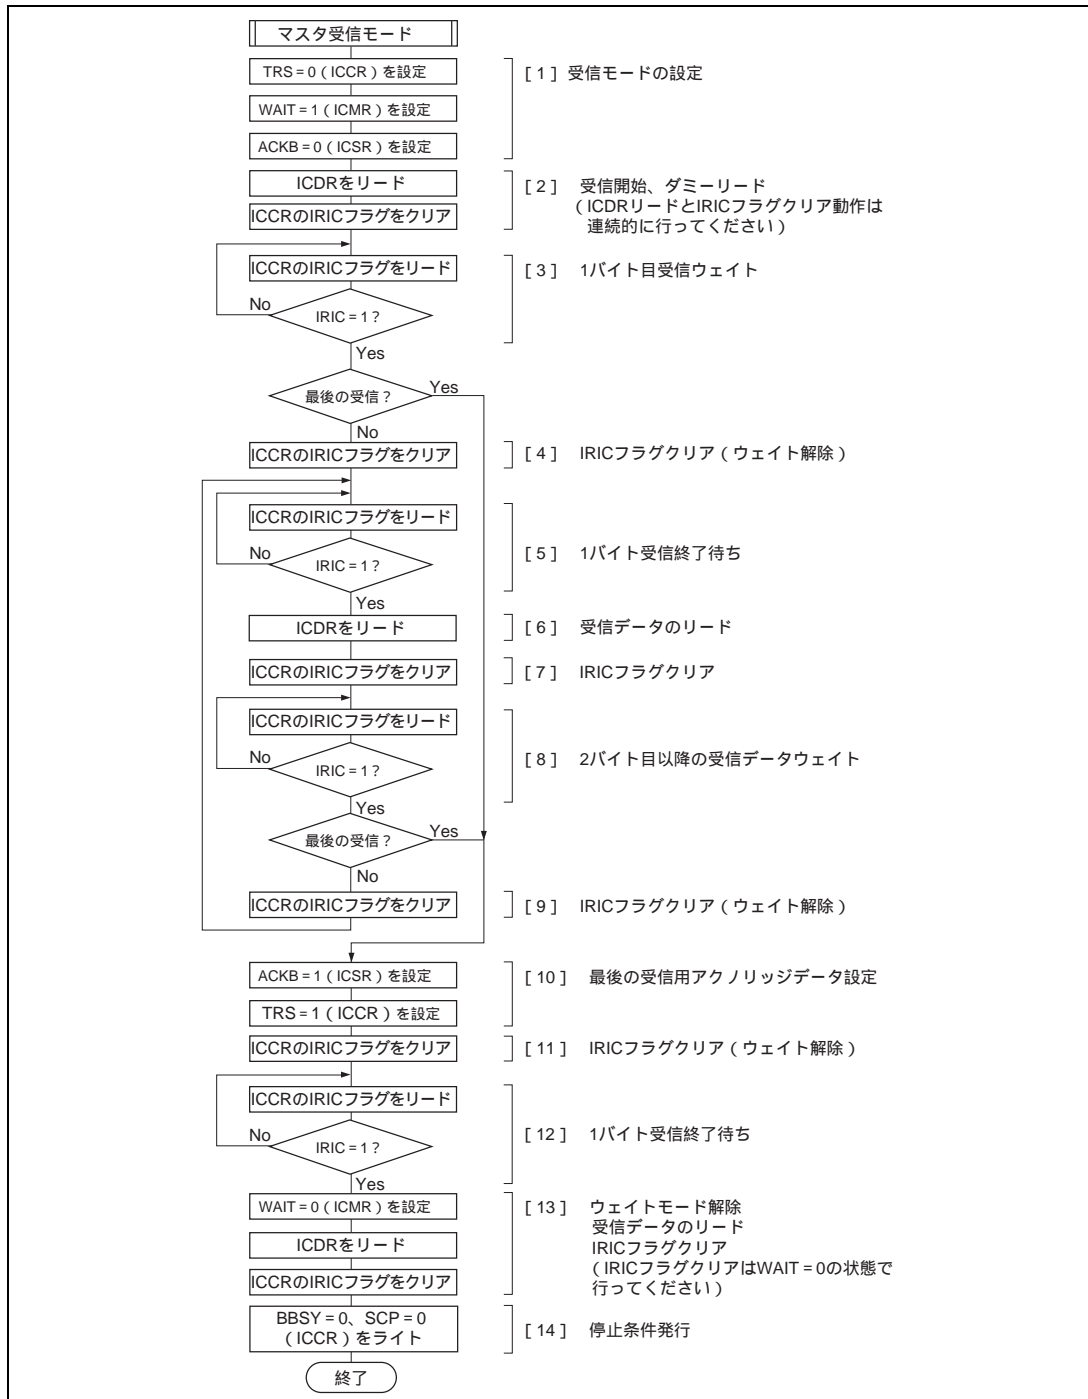 マスタ受信モード
TRS = 0 ( ICCR ) を設定
[ 1 ] 受信モードの設定
WAIT = 1 ( ICMR ) を設定
ACKB = 0 ( ICSR ) を設定
ICDRをリード
[ 2 ] 受信開始、ダミーリード
( ICDRリードとIRICフラグクリア動作は
連続的に行ってください )
ICCRのIRICフラグをクリア
ICCRのIRICフラグをリード
[ 3 ] 1バイト目受信ウェイト
No
IRIC = 1 ?
Yes
最後の受信 ?
Yes
No
ICCRのIRICフラグをクリア
[ 4 ] IRICフラグクリア ( ウェイト解除 )
ICCRのIRICフラグをリード
[ 5 ] 1バイト受信終了待ち
No
IRIC = 1 ?
Yes
ICDRをリード
[ 6 ] 受信データのリード
ICCRのIRICフラグをクリア
[ 7 ] IRICフラグクリア
ICCRのIRICフラグをリード
[ 8 ] 2バイト目以降の受信データウェイト
No
IRIC = 1 ?
Yes
最後の受信 ?
Yes
No
ICCRのIRICフラグをクリア
[ 9 ] IRICフラグクリア ( ウェイト解除 )
ACKB = 1 ( ICSR ) を設定
[ 10 ] 最後の受信用アクノリッジデータ設定
TRS = 1 ( ICCR ) を設定
ICCRのIRICフラグをクリア
[ 11 ] IRICフラグクリア ( ウェイト解除 )
ICCRのIRICフラグをリード
[ 12 ] 1バイト受信終了待ち
No
IRIC = 1 ?
Yes
WAIT = 0 ( ICMR ) を設定
[ 13 ] ウェイトモード解除
受信データのリード
IRICフラグクリア
( IRICフラグクリアはWAIT = 0の状態で
行ってください )
ICDRをリード
ICCRのIRICフラグをクリア
BBSY = 0、SCP = 0
( ICCR ) をライト
[ 14 ] 停止条件発行
終了